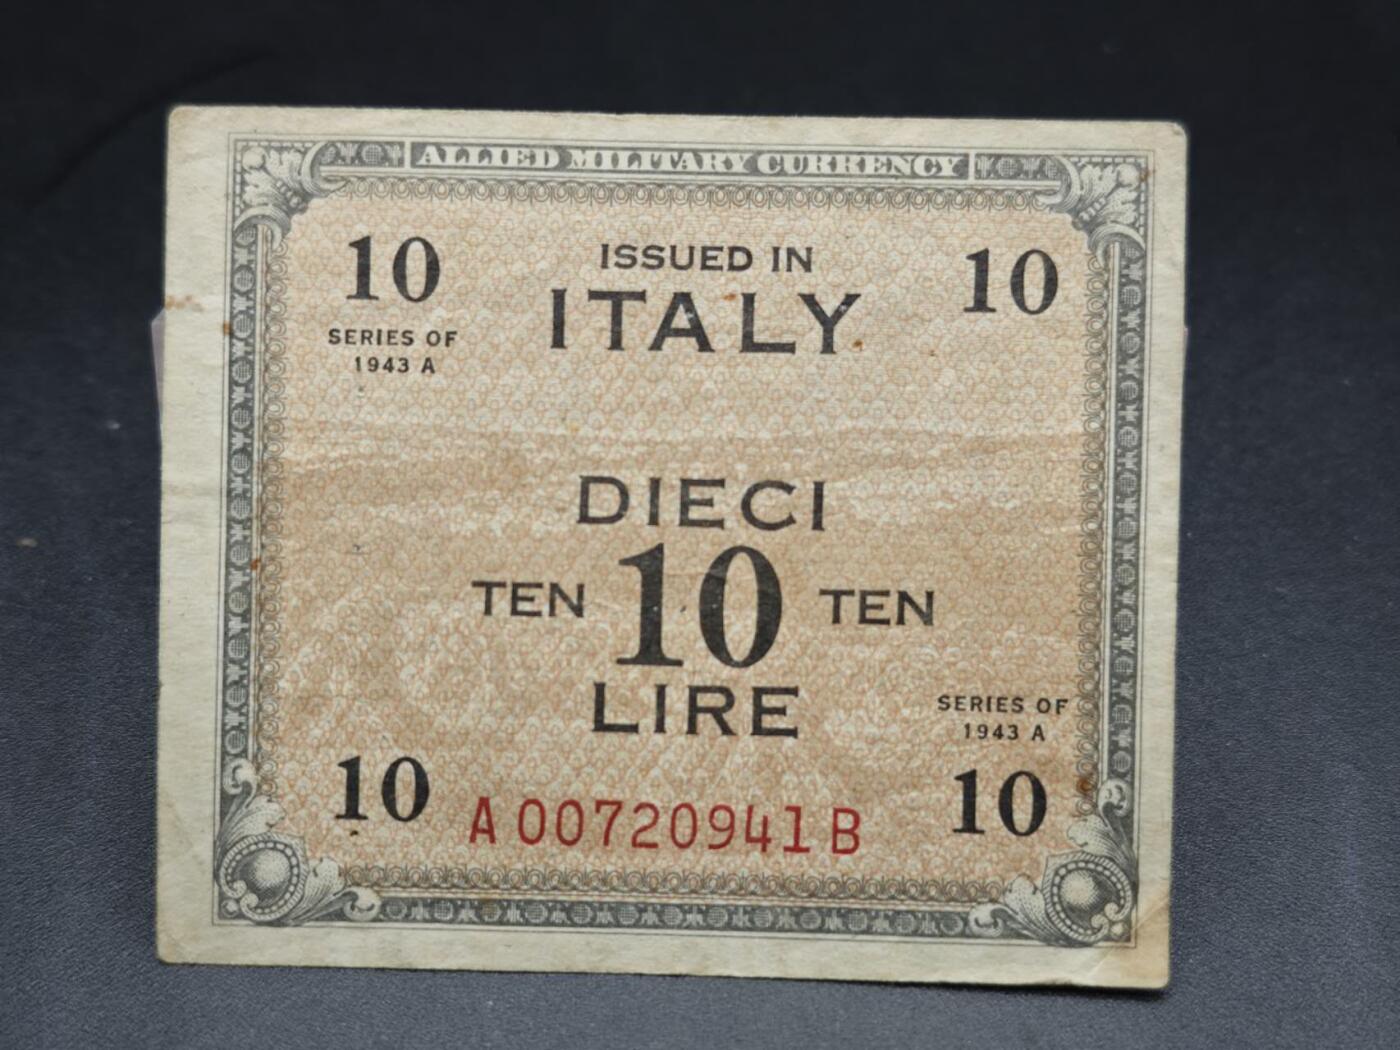 ALLIED MILITARY CURRENCY
10 ISSUED IN 10
ITALY
SERIES OF
1943 A
DIECI
TEN 10 TEN
LIRE
SERIES OF
1943 A
10 A00720941B 10